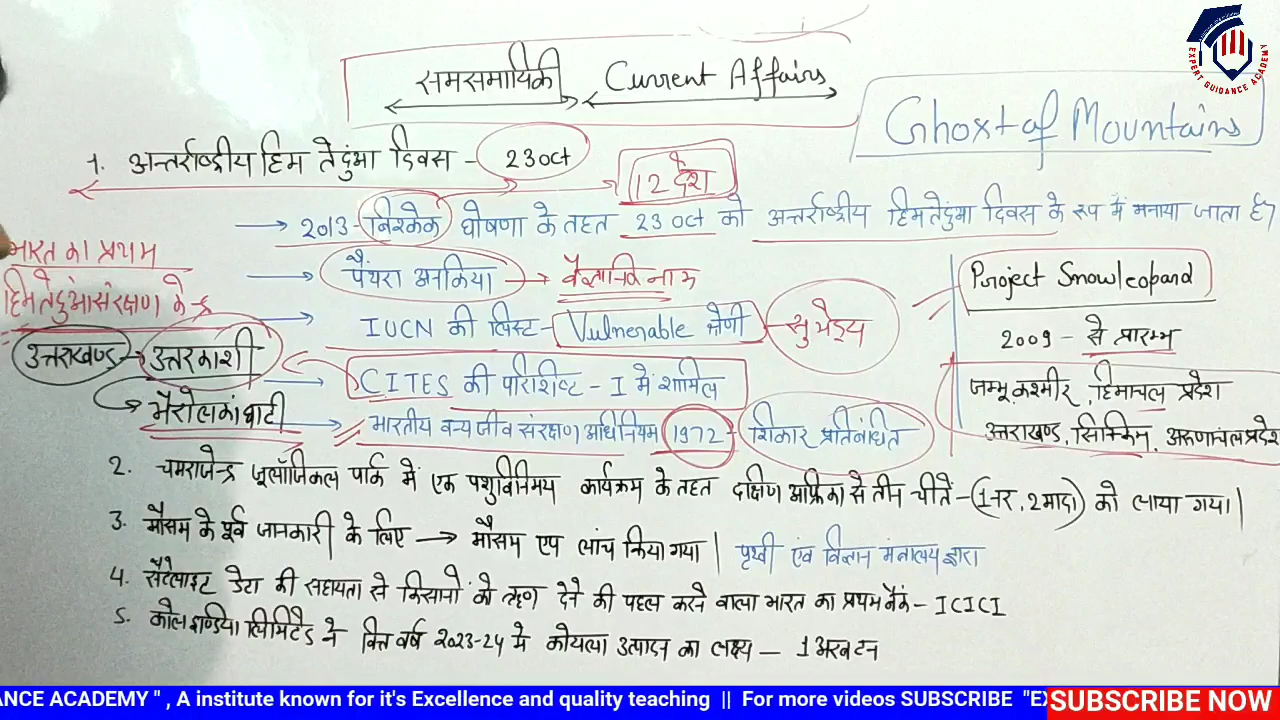 समसमायिकी Current Affairs
EXPERT GUIDANCE ACADEMY
Ghost of Mountains
1. अन्तर्राष्ट्रीय हिम तेंदुआ दिवस - 23 oct
12 देश
→ 2013 - बिश्केक घोषणा के तहत 23 oct को अन्तर्राष्ट्रीय हिमतेंदुआ दिवस के रूप में मनाया जाता है।
भारत का प्रथम
हिमतेंदुआ संरक्षण केन्द्र
उत्तराखण्ड → उत्तरकाशी
भैरोलकांघाटी
→ पैंथरा अनकिया → वैज्ञानिक नाम
→ IUCN की लिस्ट - Vulnerable श्रेणी - सुभेद्य
→ CITES की परिशिष्ट - I में शामिल
→ भारतीय वन्य जीव संरक्षण अधिनियम 1972 - शिकार प्रतिबंधित
Project Snowleopard
2009 - से प्रारम्भ
जम्मू कश्मीर, हिमाचल प्रदेश
उत्तराखण्ड, सिक्किम, अरूणाचल प्रदेश
2. चमराजेन्द्र जूलॉजिकल पार्क में एक पशुविनिमय कार्यक्रम के तहत दक्षिण अफ्रिका से तीन चीते - (1 नर, 2 मादा) को लाया गया।
3. मौसम के पूर्व जानकारी के लिए → मौसम एप लांच किया गया। पृथ्वी एंव विज्ञान मंत्रालय द्वारा
4. सैटेलाइट डेटा की सहायता से किसानों को ऋण देने की पहल करने वाला भारत का प्रथम बैंक - ICICI
5. कोल इण्डिया लिमिटेड ने वित्त वर्ष 2023-24 मे कोयला उत्पादन का लक्ष्य - 1 अरब टन
ANCE ACADEMY " , A institute known for it's Excellence and quality teaching || For more videos SUBSCRIBE "EX
SUBSCRIBE NOW